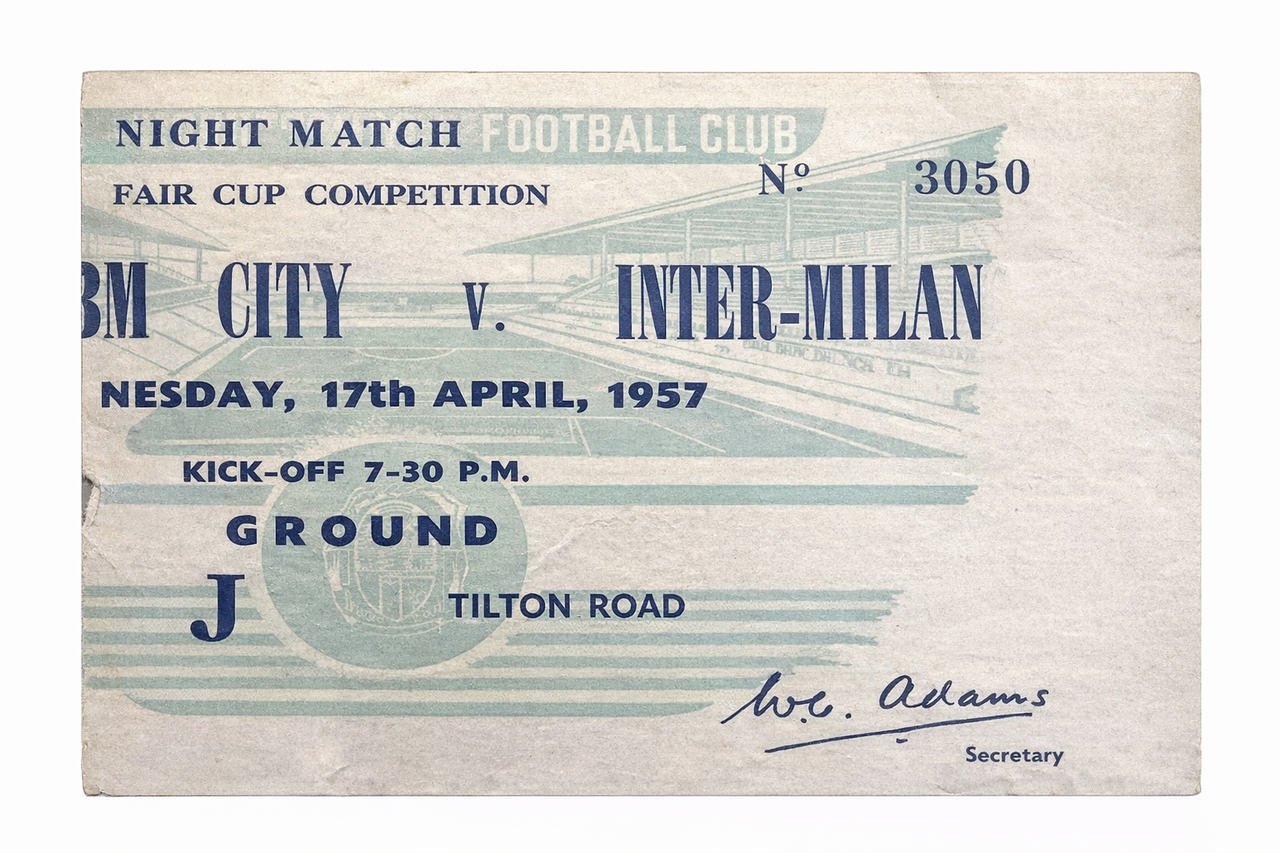 NIGHT MATCH FOOTBALL CLUB
Nº 3050
FAIR CUP COMPETITION
BM CITY V. INTER-MILAN
NESDAY, 17th APRIL, 1957
KICK-OFF 7-30 P.M.
GROUND
J TILTON ROAD
W.C. Adams
Secretary